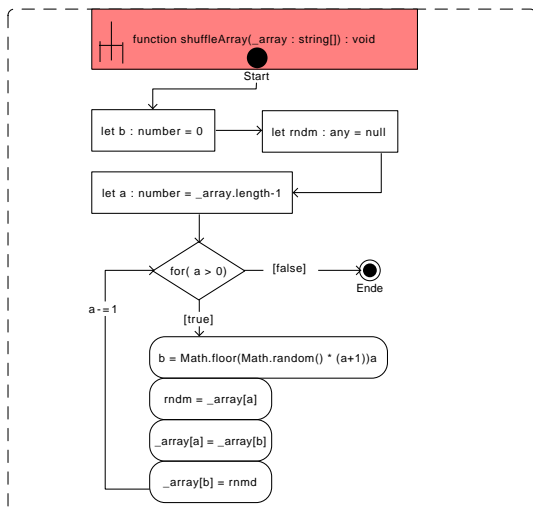 function shuffleArray(_array : string[]) : void
Start
let b : number = 0
let rndm : any = null
let a : number = _array.length-1
for( a > 0)
[false]
Ende
a-=1
[true]
b = Math.floor(Math.random() * (a+1))a
rndm = _array[a]
_array[a] = _array[b]
_array[b] = rnmd